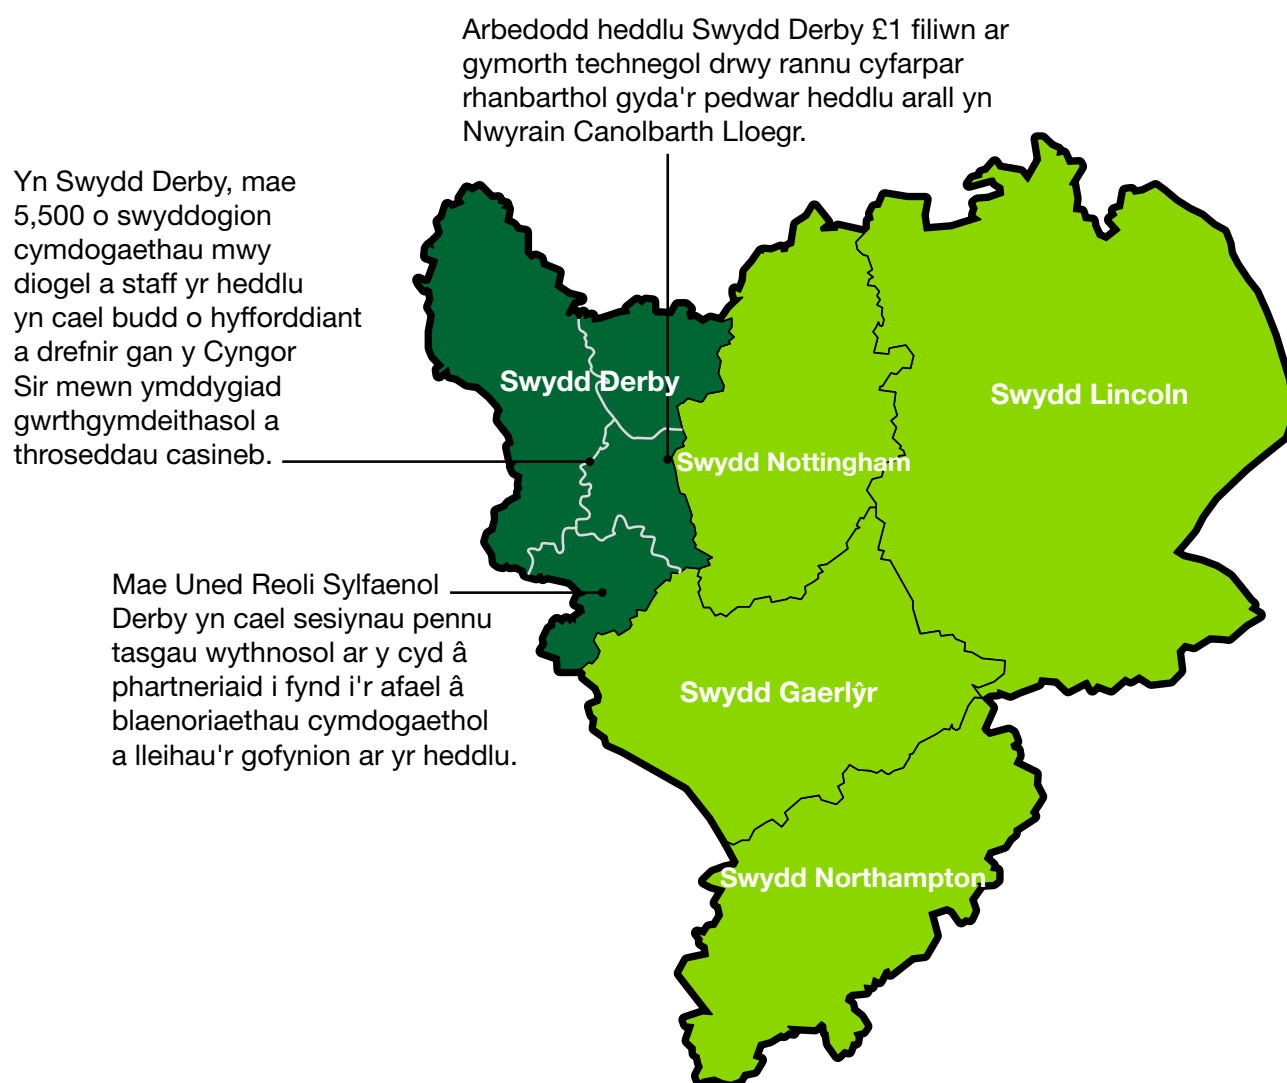 Arbedodd heddlu Swydd Derby £1 filiwn ar
gymorth technegol drwy rannu cyfarpar
rhanbarthol gyda'r pedwar heddlu arall yn
Nwyrain Canolbarth Lloegr.
Yn Swydd Derby, mae
5,500 o swyddogion
cymdogaethau mwy
diogel a staff yr heddlu
yn cael budd o hyfforddiant
a drefnir gan y Cyngor
Sir mewn ymddygiad
gwrthgymdeithasol a
throseddau casineb.
Swydd Derby
Swydd Lincoln
Swydd Nottingham
Mae Uned Reoli Sylfaenol
Derby yn cael sesiynau pennu
tasgau wythnosol ar y cyd â
phartneriaid i fynd i'r afael â
blaenoriaethau cymdogaethol
a lleihau'r gofynion ar yr heddlu.
Swydd Gaerlŷr
Swydd Northampton